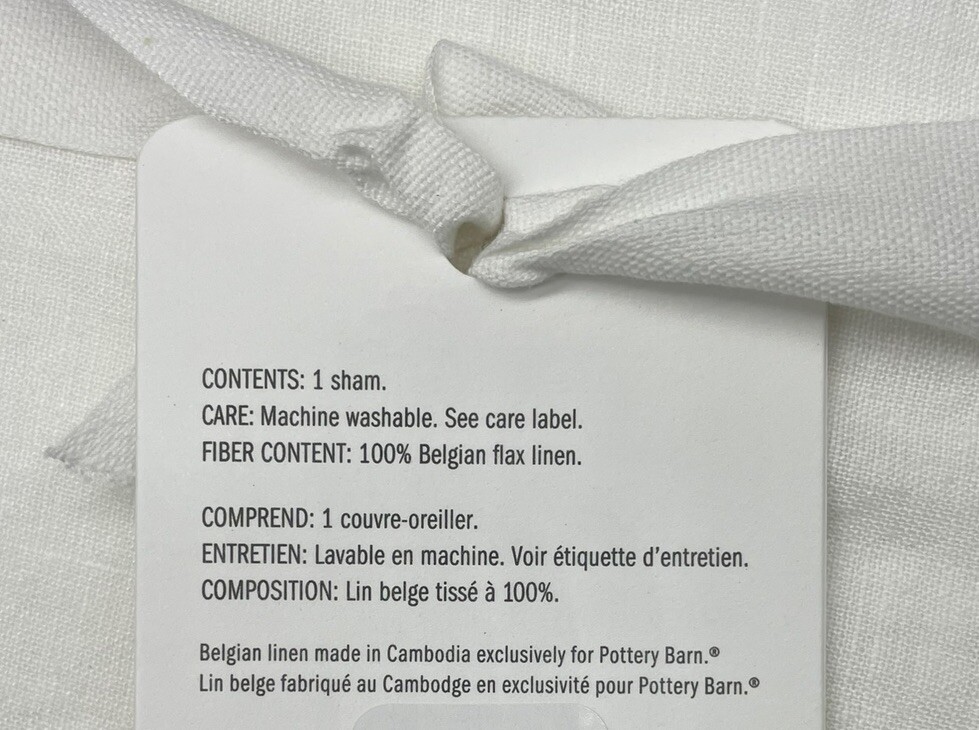 CONTENTS: 1 sham.
CARE: Machine washable. See care label.
FIBER CONTENT: 100% Belgian flax linen.
COMPREND: 1 couvre-oreiller.
ENTRETIEN: Lavable en machine. Voir étiquette d’entretien.
COMPOSITION: Lin belge tissé à 100%.
Belgian linen made in Cambodia exclusively for Pottery Barn.®
Lin belge fabriqué au Cambodge en exclusivité pour Pottery Barn.®